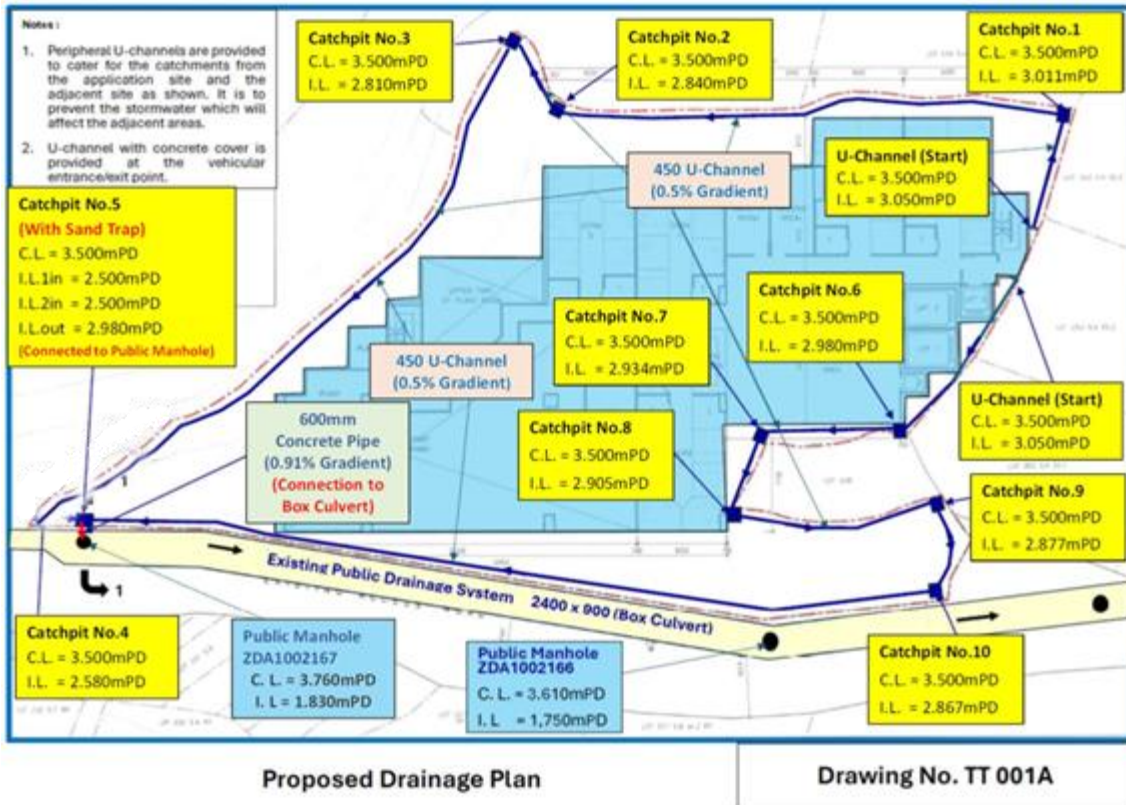 Notes :
1. Peripheral U-channels are provided
to cater for the catchments from
the application site and the
adjacent site as shown. It is to
prevent the stormwater which will
affect the adjacent areas.
2. U-channel with concrete cover is
provided at the vehicular
entrance/exit point.
Catchpit No.3
C.L. = 3.500mPD
I.L. = 2.810mPD
Catchpit No.2
C.L. = 3.500mPD
I.L. = 2.840mPD
Catchpit No.1
C.L. = 3.500mPD
I.L. = 3.011mPD
450 U-Channel
(0.5% Gradient)
U-Channel (Start)
C.L. = 3.500mPD
I.L. = 3.050mPD
Catchpit No.5
(With Sand Trap)
C.L. = 3.500mPD
I.L.1in = 2.500mPD
I.L.2in = 2.500mPD
I.L.out = 2.980mPD
(Connected to Public Manhole)
Catchpit No.6
C.L. = 3.500mPD
I.L. = 2.980mPD
Catchpit No.7
C.L. = 3.500mPD
I.L. = 2.934mPD
450 U-Channel
(0.5% Gradient)
U-Channel (Start)
C.L. = 3.500mPD
I.L. = 3.050mPD
600mm
Concrete Pipe
(0.91% Gradient)
(Connection to
Box Culvert)
Catchpit No.8
C.L. = 3.500mPD
I.L. = 2.905mPD
Catchpit No.9
C.L. = 3.500mPD
I.L. = 2.877mPD
1
1
Existing Public Drainage System 2400 x 900 (Box Culvert)
Catchpit No.4
C.L. = 3.500mPD
I.L. = 2.580mPD
Public Manhole
ZDA1002167
C. L. = 3.760mPD
I. L = 1.830mPD
Public Manhole
ZDA1002166
C. L. = 3.610mPD
I. L = 1,750mPD
Catchpit No.10
C.L. = 3.500mPD
I.L. = 2.867mPD
Proposed Drainage Plan
Drawing No. TT 001A